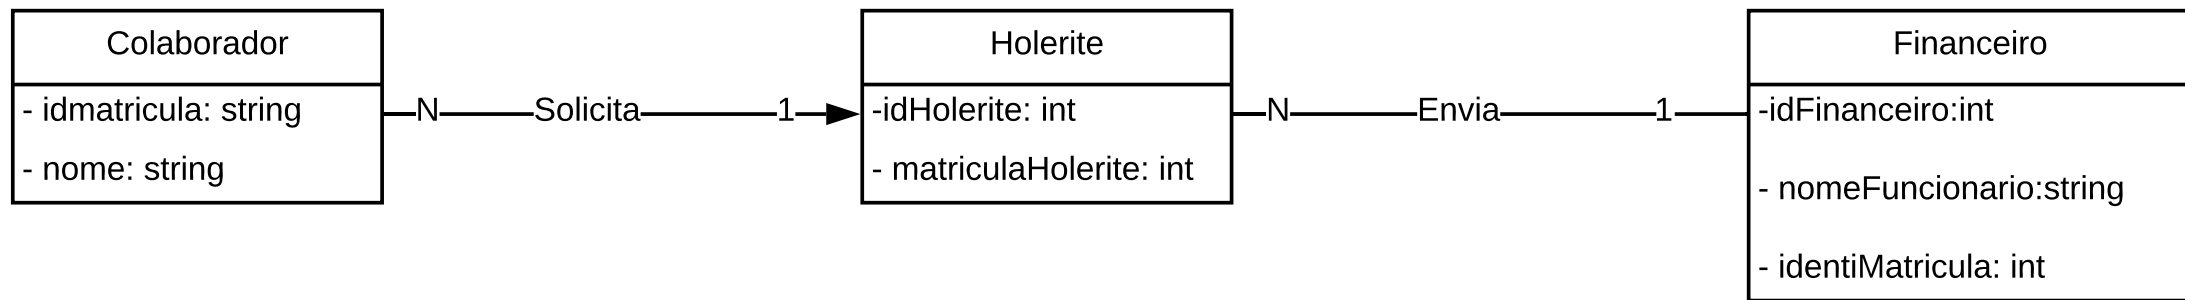 Colaborador
- idmatricula: string
- nome: string
N
Solicita
1
Holerite
-idHolerite: int
- matriculaHolerite: int
N
Envia
1
Financeiro
-idFinanceiro:int
- nomeFuncionario:string
- identiMatricula: int